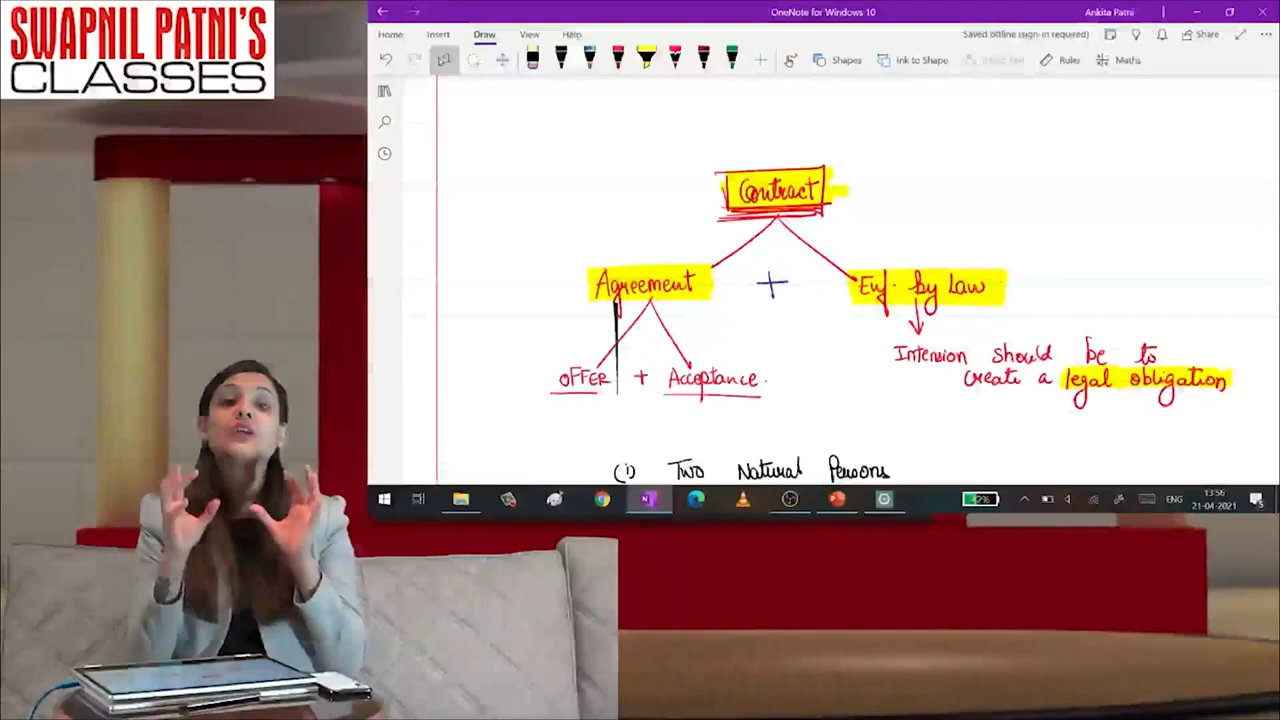 SWAPNIL PATNI'S
CLASSES
OneNote for Windows 10
Ankita Patni
Home Insert Draw View Help
Saved offline (sign-in required)
Share
Shapes
Ink to Shape
Ruler
Maths
Contract
Agreement + Enf. by Law
Intension should be to
create a legal obligation
OFFER + Acceptance.
(i) Two Natural Persons
42%
ENG
13:56
21-04-2021